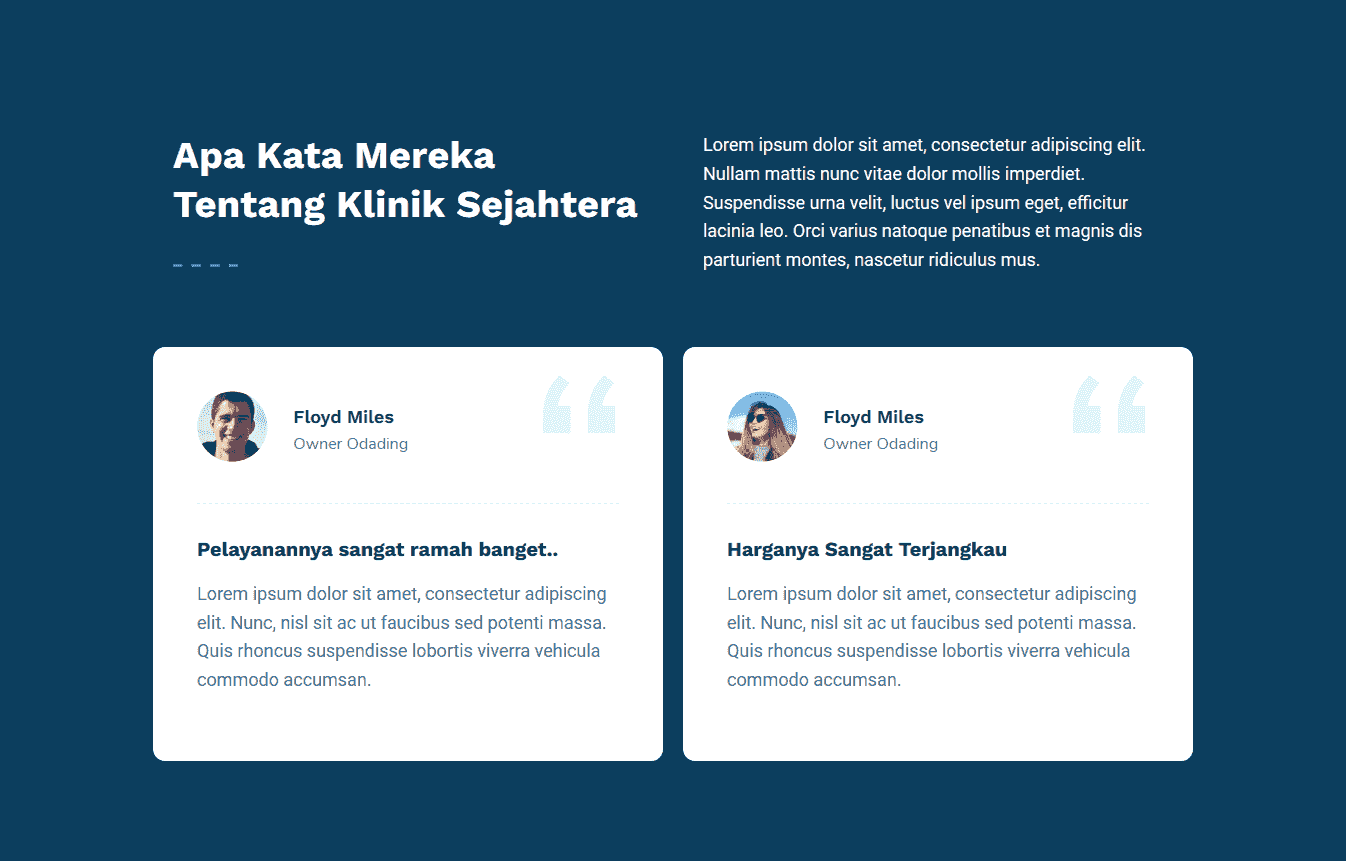 Apa Kata Mereka
Tentang Klinik Sejahtera
Lorem ipsum dolor sit amet, consectetur adipiscing elit.
Nullam mattis nunc vitae dolor mollis imperdiet.
Suspendisse urna velit, luctus vel ipsum eget, efficitur
lacinia leo. Orci varius natoque penatibus et magnis dis
parturient montes, nascetur ridiculus mus.
Floyd Miles
Owner Odading
“
Pelayanannya sangat ramah banget..
Lorem ipsum dolor sit amet, consectetur adipiscing
elit. Nunc, nisl sit ac ut faucibus sed potenti massa.
Quis rhoncus suspendisse lobortis viverra vehicula
commodo accumsan.
Floyd Miles
Owner Odading
“
Harganya Sangat Terjangkau
Lorem ipsum dolor sit amet, consectetur adipiscing
elit. Nunc, nisl sit ac ut faucibus sed potenti massa.
Quis rhoncus suspendisse lobortis viverra vehicula
commodo accumsan.